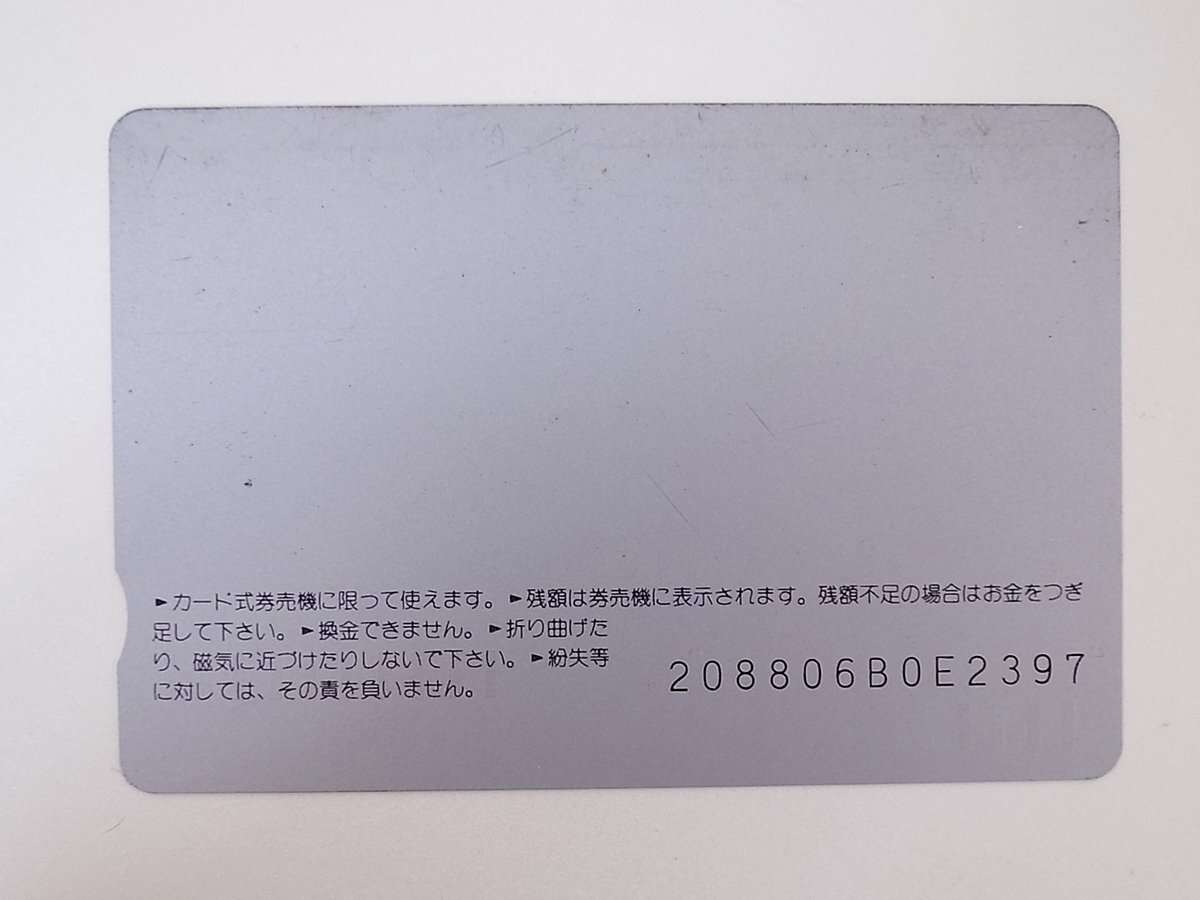 ►カード式券売機に限って使えます。►残額は券売機に表示されます。残額不足の場合はお金をつぎ
足して下さい。►換金できません。►折り曲げた
り、磁気に近づけたりしないで下さい。►紛失等
に対しては、その責を負いません。
208806B0E2397